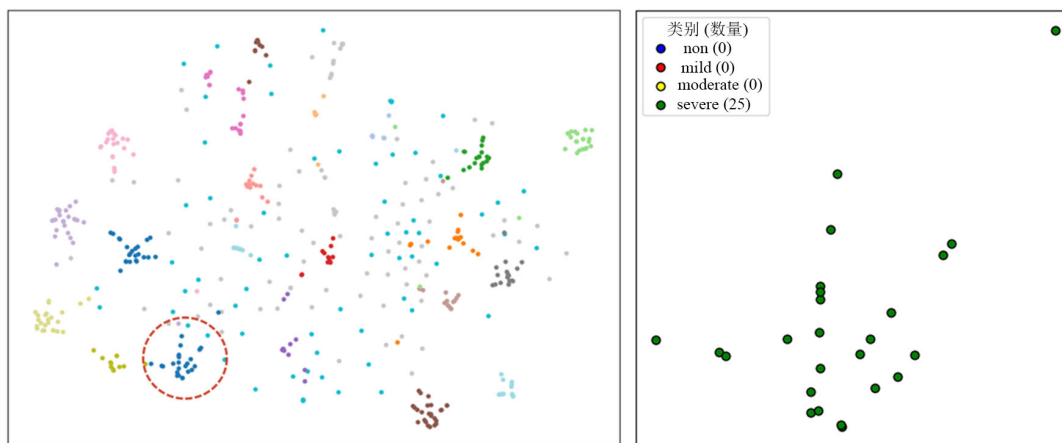 类别 (数量)
non (0)
mild (0)
moderate (0)
severe (25)